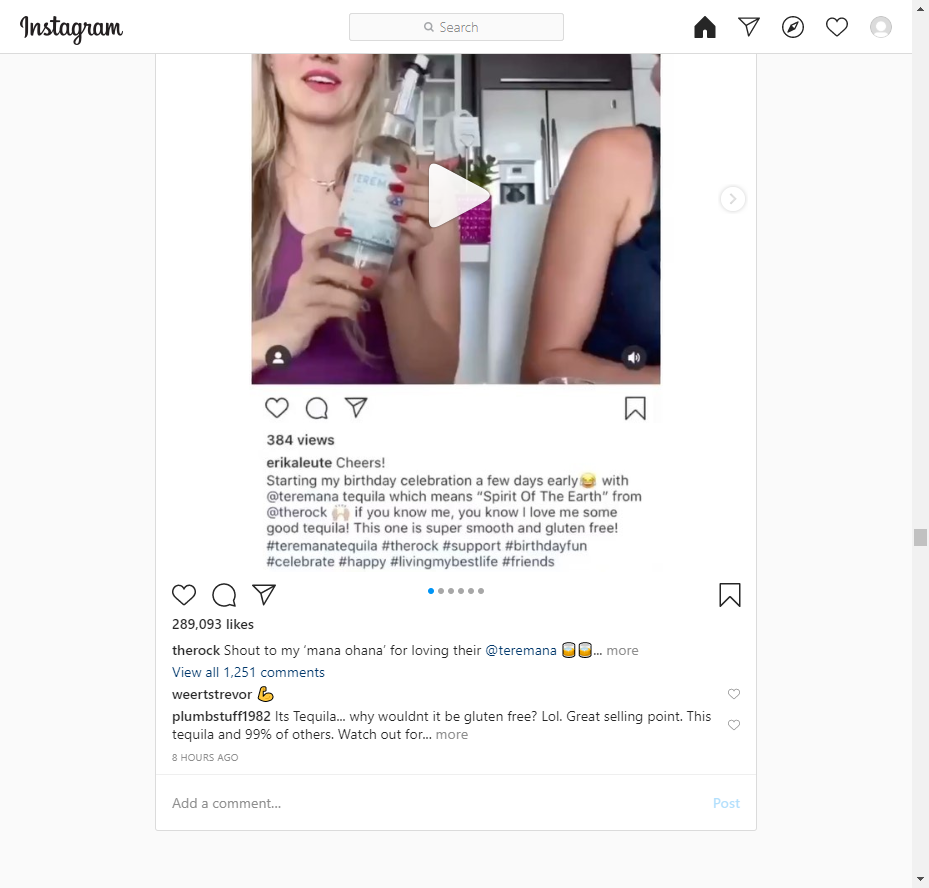 Instagram
Search
TEREM
384 views
erikaleute Cheers!
Starting my birthday celebration a few days early😂 with
@teremana tequila which means “Spirit Of The Earth” from
@therock 🙌🏼 if you know me, you know I love me some
good tequila! This one is super smooth and gluten free!
#teremanatequila #therock #support #birthdayfun
#celebrate #happy #livingmybestlife #friends
289,093 likes
therock Shout to my ‘mana ohana’ for loving their @teremana 🥃🥃... more
View all 1,251 comments
weertstrevor 💪
plumbstuff1982 Its Tequila... why wouldnt it be gluten free? Lol. Great selling point. This
tequila and 99% of others. Watch out for... more
8 HOURS AGO
Add a comment...
Post